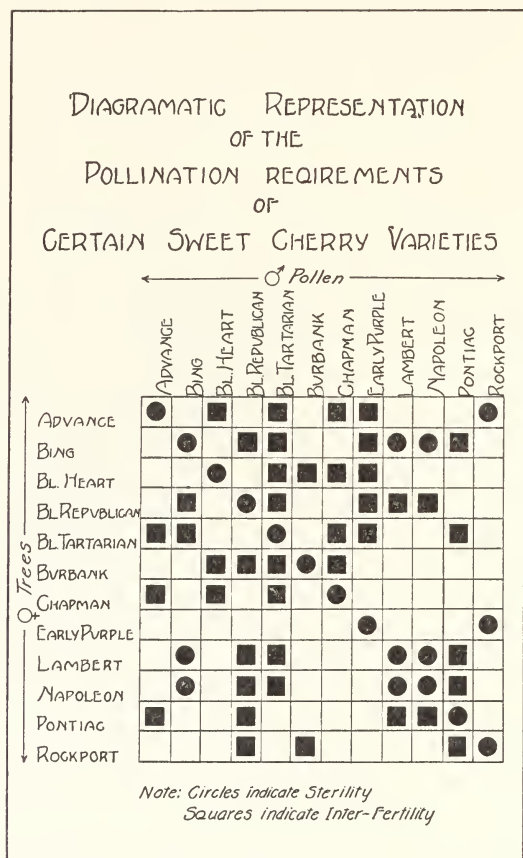 DIAGRAMATIC REPRESENTATION
OF THE
POLLINATION REQIREMENTS
OF
CERTAIN SWEET CHERRY VARIETIES
♂ Pollen
ADVANCE
BING
BL. HEART
BL. REPUBLICAN
BL. TARTARIAN
BURBANK
CHAPMAN
EARLY PURPLE
LAMBERT
NAPOLEON
PONTIAC
ROCKPORT
♀ Trees
ADVANCE
BING
BL. HEART
BL. REPUBLICAN
BL. TARTARIAN
BURBANK
CHAPMAN
EARLY PURPLE
LAMBERT
NAPOLEON
PONTIAC
ROCKPORT
Note: Circles indicate Sterility
Squares indicate Inter-Fertility